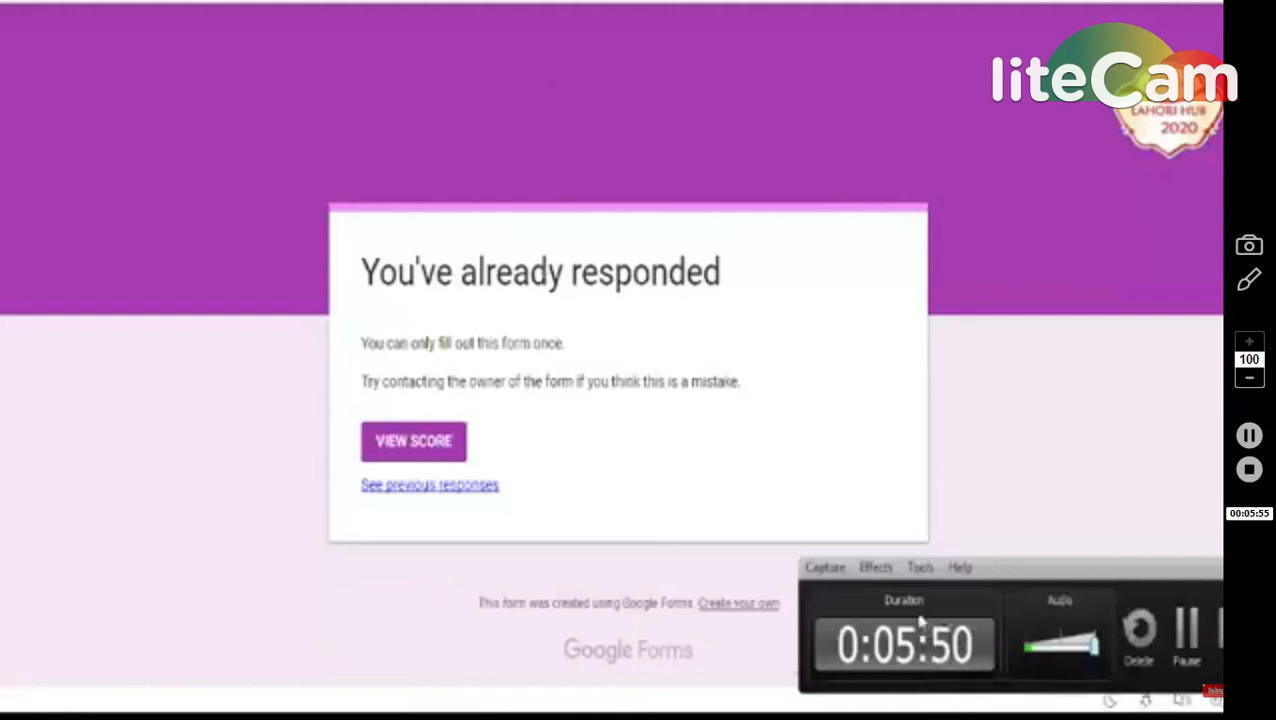 liteCam
LAHORI HUB
2020
You've already responded
You can only fill out this form once.
Try contacting the owner of the form if you think this is a mistake.
VIEW SCORE
See previous responses
100
00:05:55
Capture Effects Tools Help
Duration
Audio
0:05:50
Delete
Pause
This form was created using Google Forms. Create your own
Google Forms